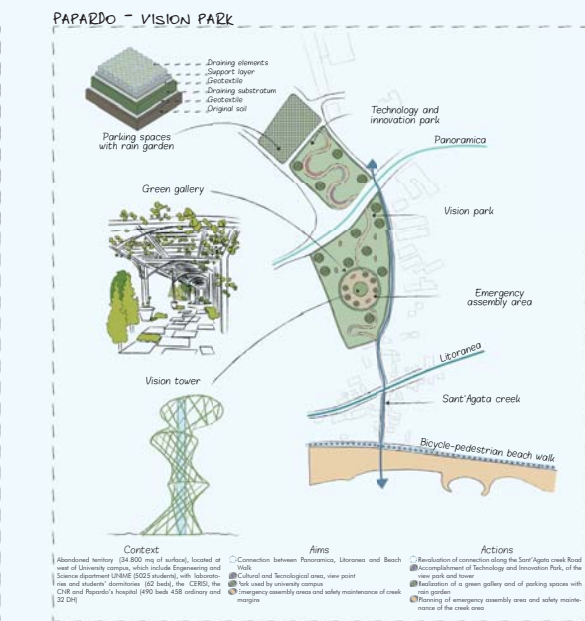 PAPARDO - VISION PARK
Draining elements
Support layer
Geotextile
Draining substratum
Geotextile
Original soil
Parking spaces
with rain garden
Technology and
innovation park
Panoramica
Green gallery
Vision park
Emergency
assembly area
Litoranea
Vision tower
Sant'Agata creek
Bicycle-pedestrian beach walk
Context
Abandoned territory (34.800 mq of surface), located at
west of University campus, which include Engeneering and
Science dipartment UNIME (5025 students), with laborato-
ries and students' dormitories (62 beds), the CERISI, the
CNR and Papardo's hospital (490 beds 458 ordinary and
32 DH)
Aims
Connection between Panoramica, Litoranea and Beach
Walk
Cultural and Tecnological area, view point
Park used by university campus
Emergency assembly areas and safety maintenance of creek
margins
Actions
Revaluation of connection along the Sant'Agata creek Road
Accomplishment of Technology and Innovation Park, of the
view park and tower
Realization of a green gallery and of parking spaces with
rain garden
Planning of emergency assembly area and safety mainte-
nance of the creek area